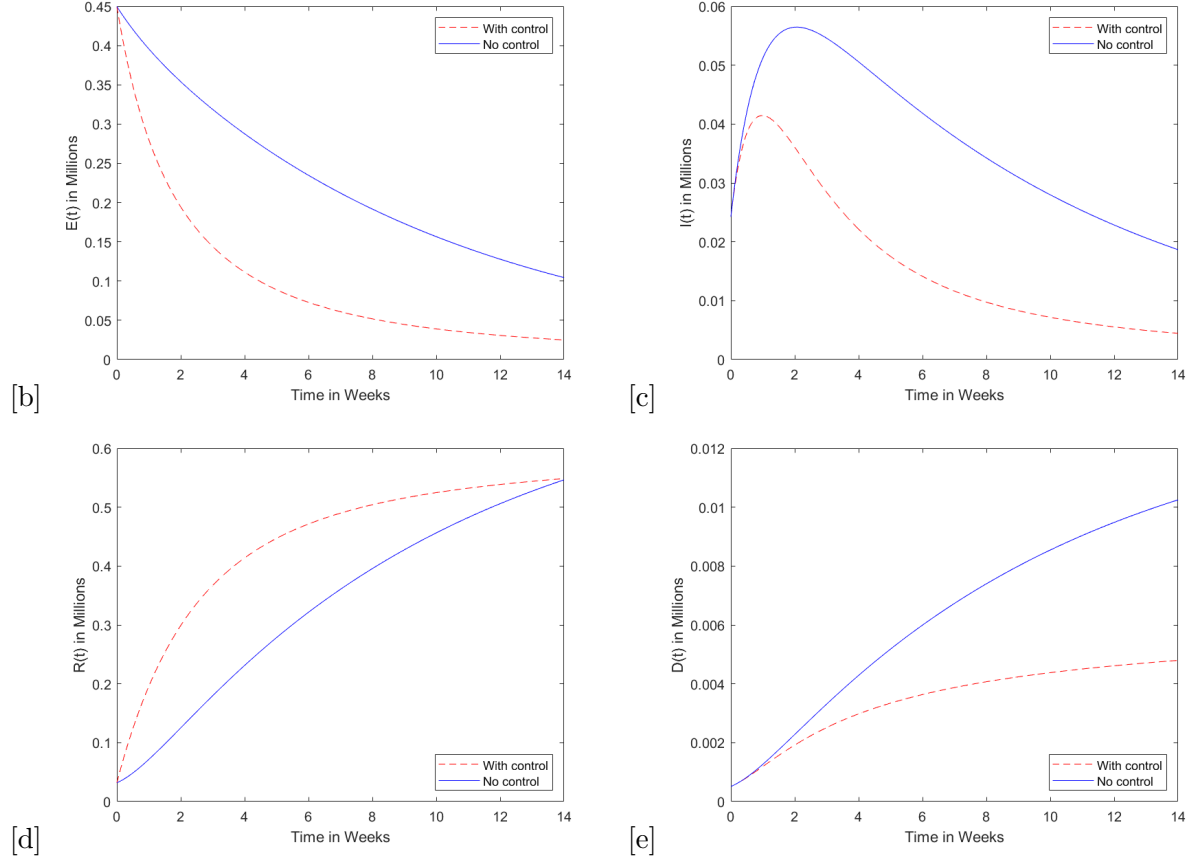 0.45
0.4
0.35
0.3
0.25
0.2
0.15
0.1
0.05
0
E(t) in Millions
With control
No control
0 2 4 6 8 10 12 14
Time in Weeks
[b]
0.06
0.05
0.04
0.03
0.02
0.01
0
I(t) in Millions
With control
No control
0 2 4 6 8 10 12 14
Time in Weeks
[c]
0.6
0.5
0.4
0.3
0.2
0.1
0
R(t) in Millions
With control
No control
0 2 4 6 8 10 12 14
Time in Weeks
[d]
0.012
0.01
0.008
0.006
0.004
0.002
0
D(t) in Millions
With control
No control
0 2 4 6 8 10 12 14
Time in Weeks
[e]